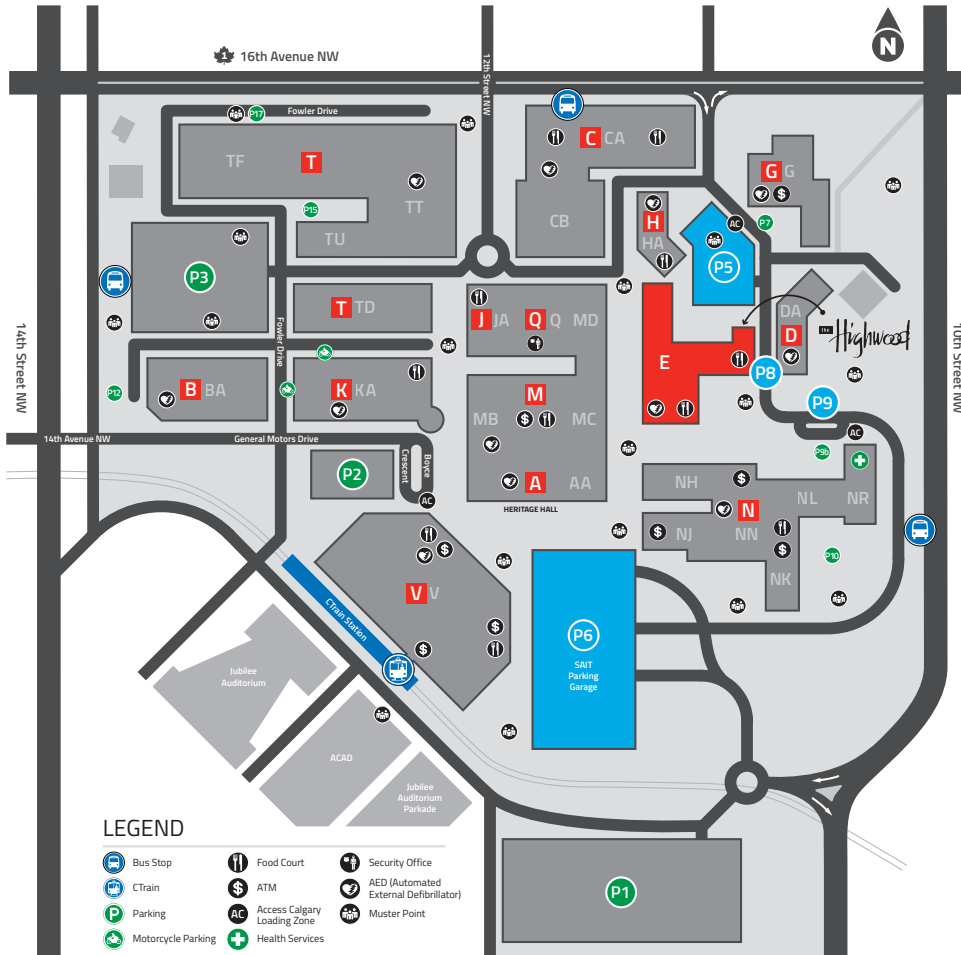 N
1
16th Avenue NW
12th Street NW
Fowler Drive
P17
TF
T
TT
C
CA
CB
G
G
P15
TU
H
HA
AC
P7
P5
P3
T
TD
J
JA
Q
Q
MD
DA
D
the Highwood
14th Street NW
Fowler Drive
10th Street NW
E
P8
P9
P12
B
BA
K
KA
M
MB
MC
AC
P9b
14th Avenue NW
General Motors Drive
Boyce
Crescent
P2
AC
A
AA
HERITAGE HALL
NH
NL
NR
N
NJ
NN
NK
P10
V
V
CTrain Station
P6
SAIT
Parking
Garage
Jubilee
Auditorium
ACAD
Jubilee
Auditorium
Parkade
P1
LEGEND
Bus Stop
CTrain
P Parking
Motorcycle Parking
Food Court
$ ATM
AC Access Calgary
Loading Zone
Health Services
Security Office
AED (Automated
External Defibrillator)
Muster Point